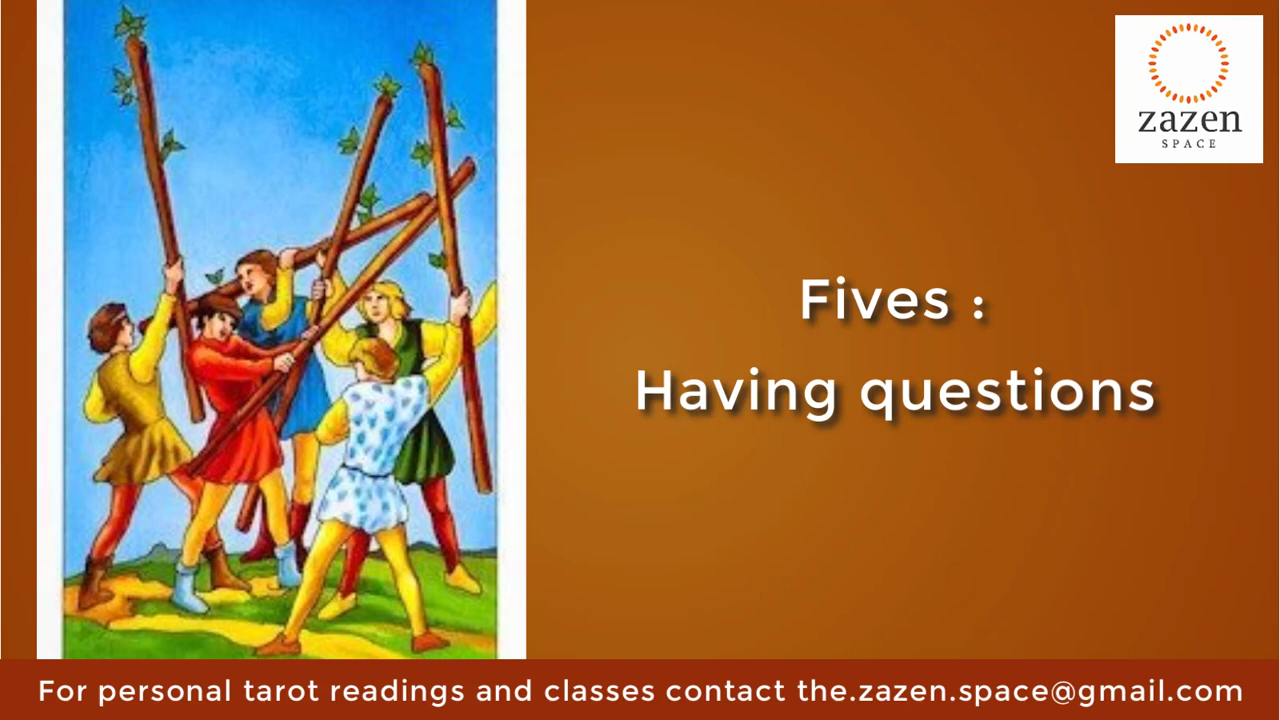 zazen
SPACE
Fives :
Having questions
For personal tarot readings and classes contact the.zazen.space@gmail.com